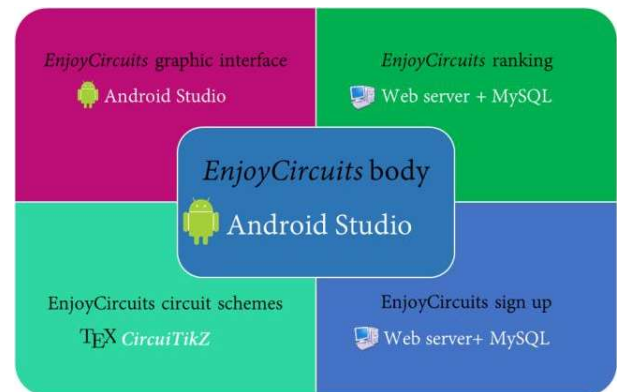 EnjoyCircuits graphic interface
Android Studio
EnjoyCircuits ranking
Web server + MySQL
EnjoyCircuits body
Android Studio
EnjoyCircuits circuit schemes
TEX CircuiTikZ
EnjoyCircuits sign up
Web server+ MySQL